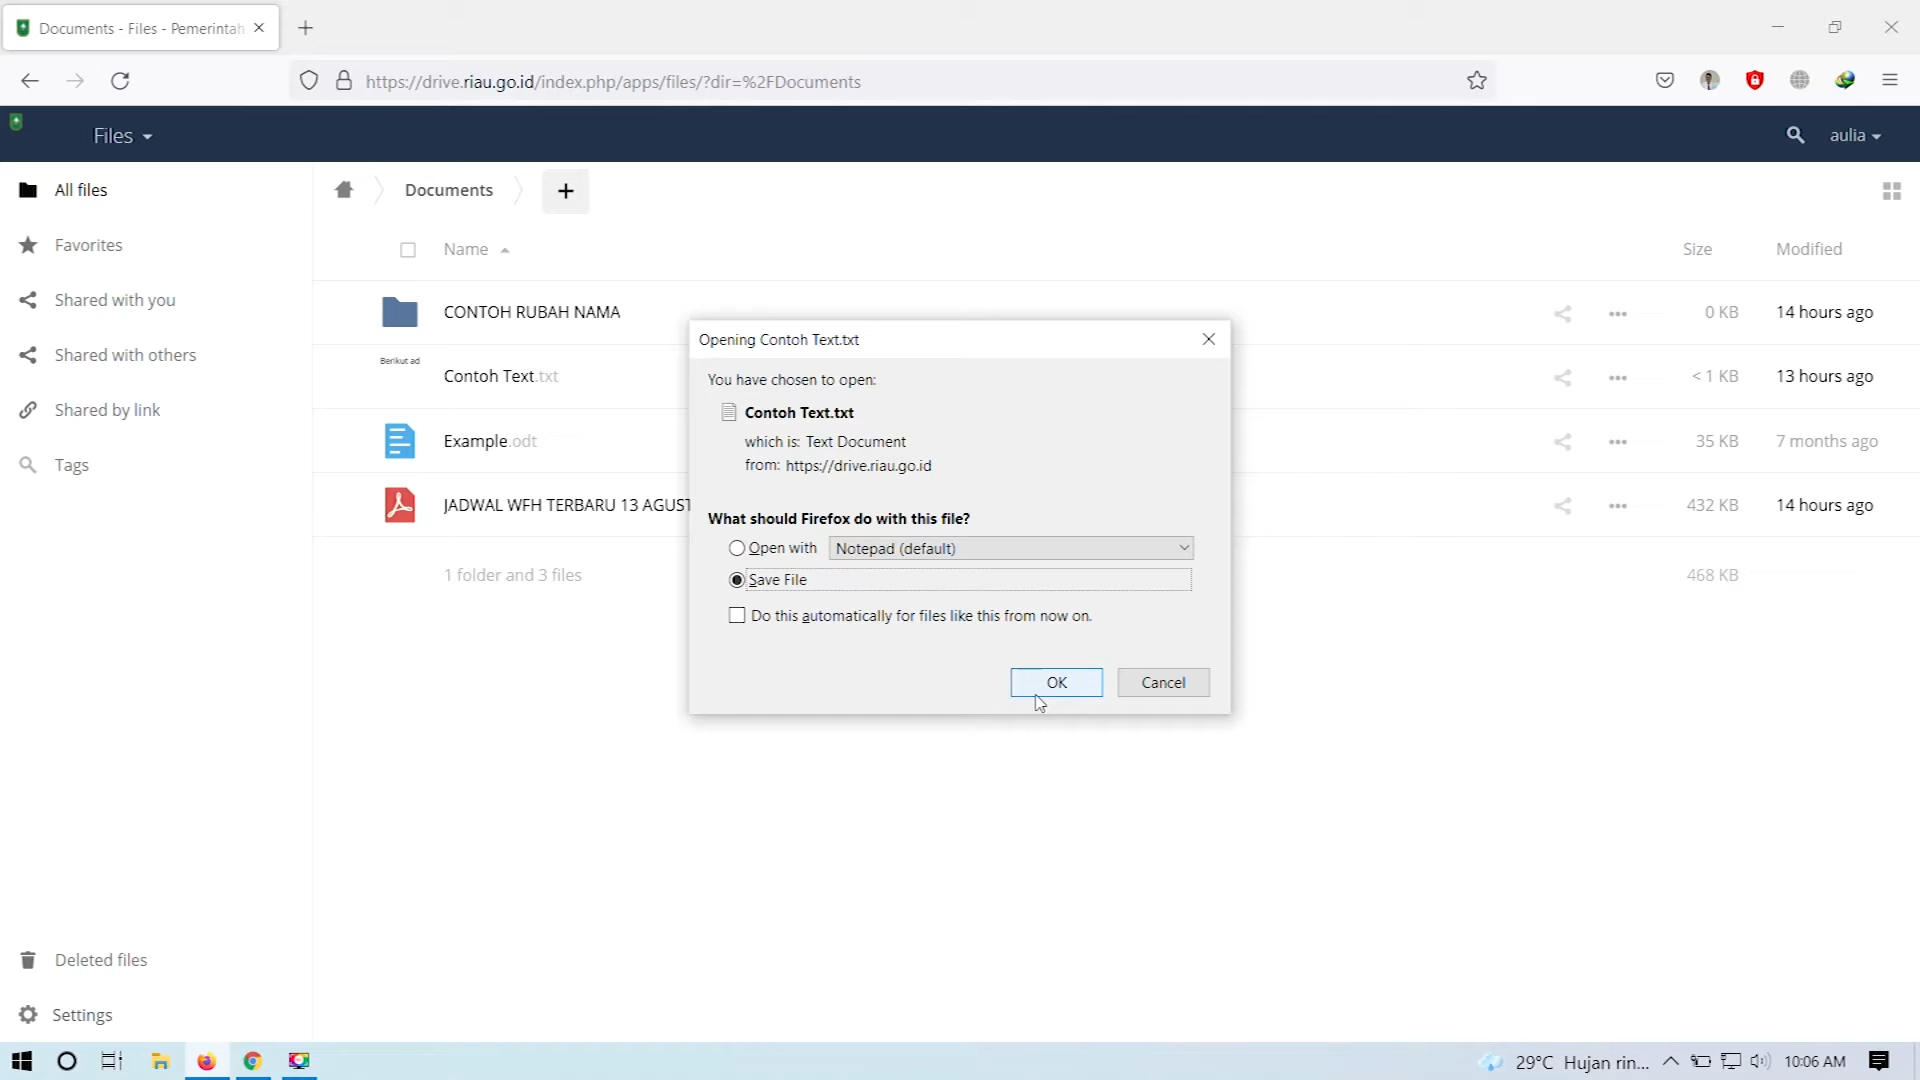 Documents - Files - Pemerintah
https://drive.riau.go.id/index.php/apps/files/?dir=%2FDocuments
Files
aulia
All files
Documents
+
Favorites
Name
Size
Modified
Shared with you
CONTOH RUBAH NAMA
0 KB
14 hours ago
Opening Contoh Text.txt
Shared with others
Berikut ad
Contoh Text.txt
< 1 KB
13 hours ago
You have chosen to open:
Shared by link
Contoh Text.txt
which is: Text Document
from: https://drive.riau.go.id
Example.odt
35 KB
7 months ago
Tags
JADWAL WFH TERBARU 13 AGUST
432 KB
14 hours ago
What should Firefox do with this file?
Open with
Notepad (default)
Save File
1 folder and 3 files
468 KB
Do this automatically for files like this from now on.
OK
Cancel
Deleted files
Settings
29°C Hujan rin...
10:06 AM